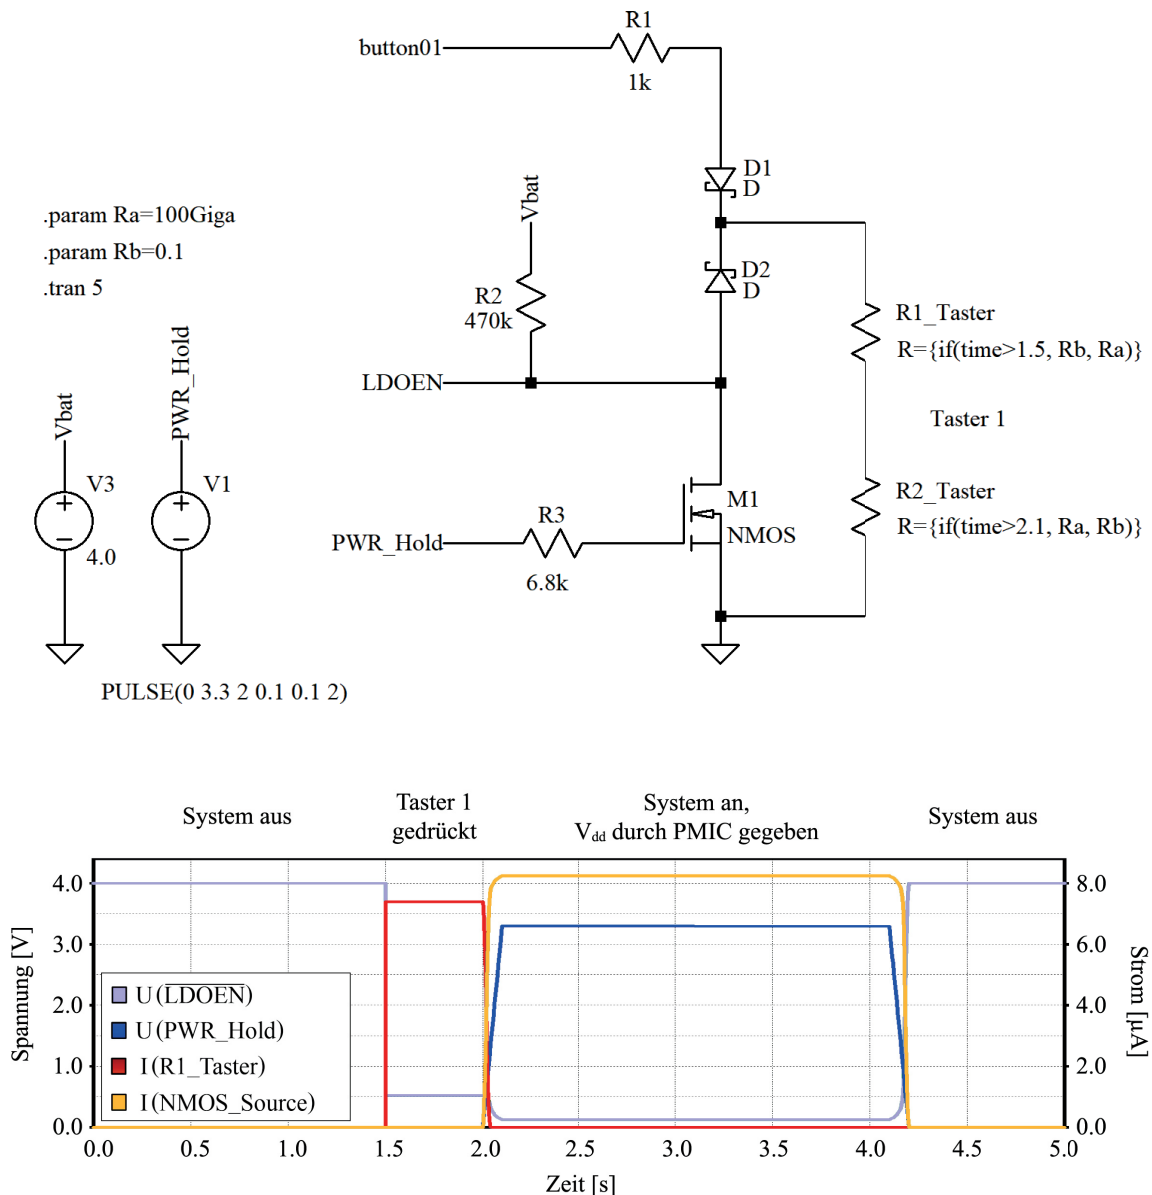 R1
button01
1k
D1
D
Vbat
.param Ra=100Giga
.param Rb=0.1
.tran 5
D2
D
R2
470k
R1_Taster
R={if(time>1.5, Rb, Ra)}
LDOEN
PWR_Hold
Vbat
Taster 1
V3
V1
4.0
R2_Taster
R={if(time>2.1, Ra, Rb)}
M1
NMOS
R3
PWR_Hold
6.8k
PULSE(0 3.3 2 0.1 0.1 2)
System aus
Taster 1
gedrückt
System an,
Vdd durch PMIC gegeben
System aus
4.0
3.0
2.0
1.0
0.0
Spannung [V]
U(LDOEN)
U(PWR_Hold)
I(R1_Taster)
I(NMOS_Source)
8.0
6.0
4.0
2.0
0.0
Strom [µA]
0.0 0.5 1.0 1.5 2.0 2.5 3.0 3.5 4.0 4.5 5.0
Zeit [s]